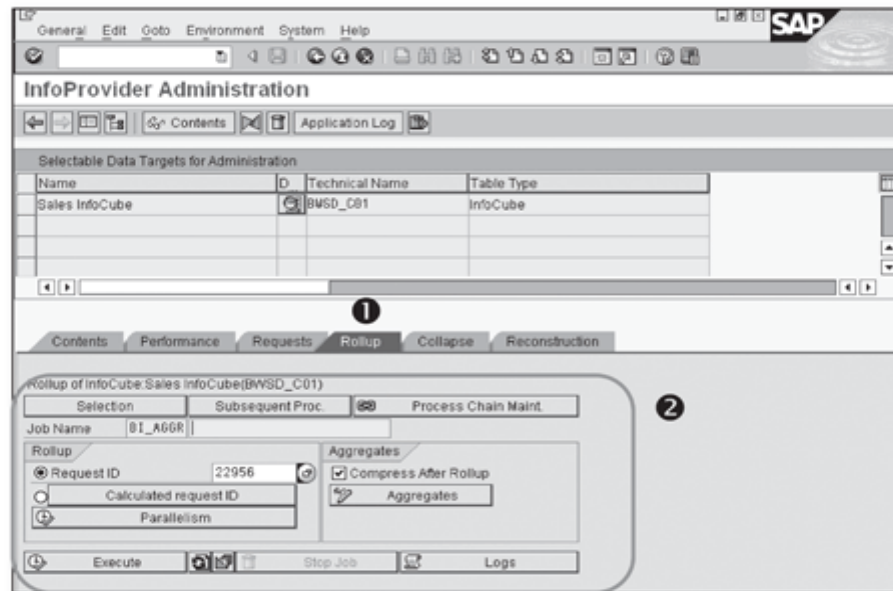 General Edit Goto Environment System Help
SAP
InfoProvider Administration
Contents Application Log
Selectable Data Targets for Administration
Name D.. Technical Name Table Type
Sales InfoCube BWSD_C01 InfoCube
1
Contents Performance Requests Rollup Collapse Reconstruction
Rollup of InfoCube:Sales InfoCube(BWSD_C01)
Selection Subsequent Proc. Process Chain Maint.
2
Job Name BI_AGGR
Rollup Aggregates
Request ID 22956 Compress After Rollup
Calculated request ID Aggregates
Parallelism
Execute Stop Job Logs